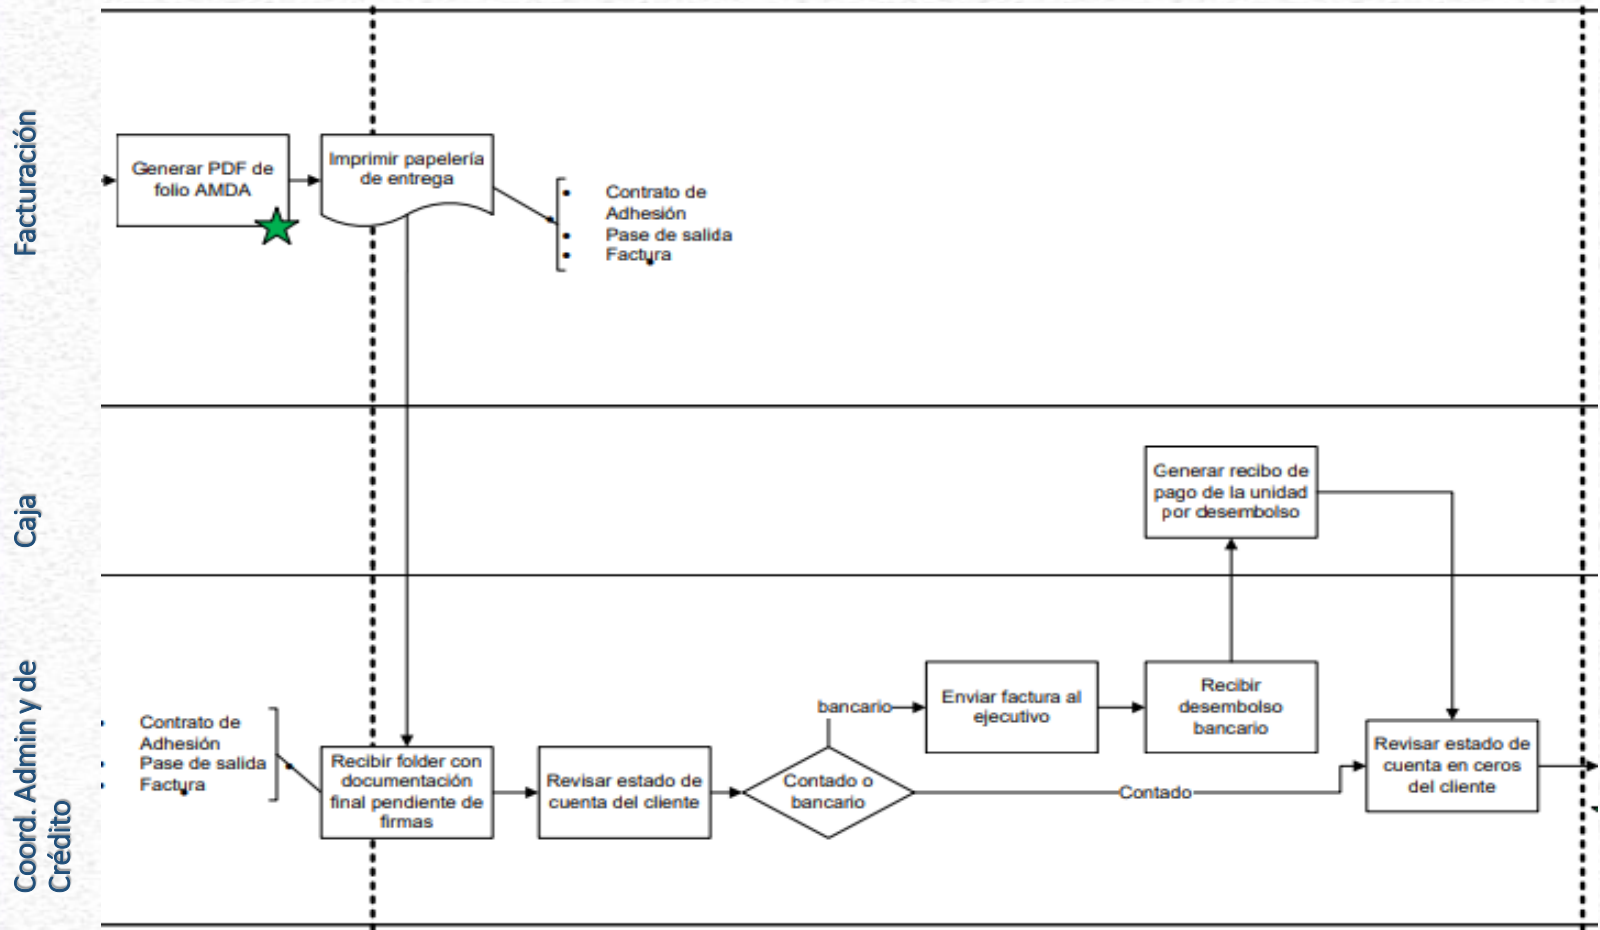 Facturación
Generar PDF de
folio AMDA
Imprimir papelería
de entrega
Contrato de
Adhesión
Pase de salida
Factura
Caja
Generar recibo de
pago de la unidad
por desembolso
Coord. Admin y de
Crédito
Contrato de
Adhesión
Pase de salida
Factura
Recibir folder con
documentación
final pendiente de
firmas
Revisar estado de
cuenta del cliente
Contado o
bancario
bancario
Enviar factura al
ejecutivo
Recibir
desembolso
bancario
Contado
Revisar estado de
cuenta en ceros
del cliente